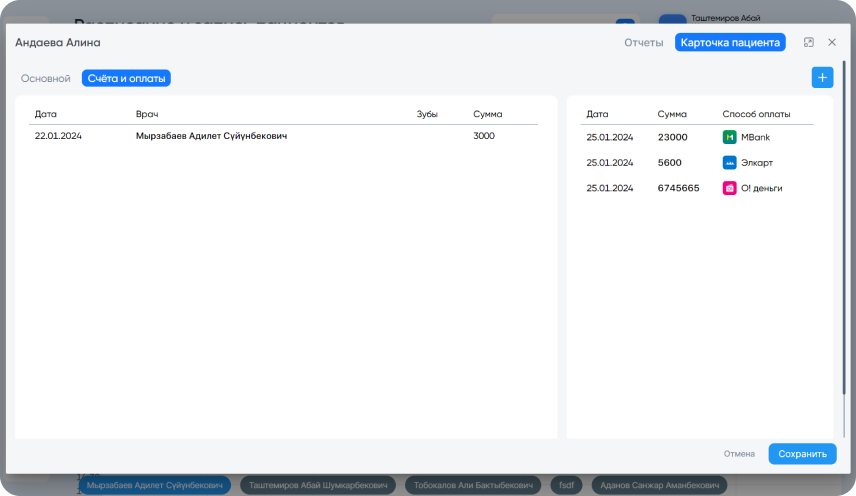 Таштемиров Абай
Андаева Алина
Отчеты
Карточка пациента
Основной
Счёта и оплаты
Дата Врач Зубы Сумма
22.01.2024 Мырзабаев Адилет Сүйүнбекович 3000
Дата Сумма Способ оплаты
25.01.2024 23000 MBank
25.01.2024 5600 Элкарт
25.01.2024 6745665 О! деньги
Отмена
Сохранить
Мырзабаев Адилет Сүйүнбекович
Таштемиров Абай Шумкарбекович
Тобокалов Али Бактыбекович
fsdf
Аданов Санжар Аманбекович